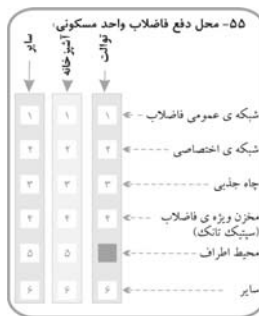 ۵۵- محل دفع فاضلاب واحد مسکونی:
توالت
آشپزخانه
سایر
شبکه ی عمومی فاضلاب ۱ ۱ ۱
شبکه ی اختصاصی ۲ ۲ ۲
چاه جذبی ۳ ۳ ۳
مخزن ویژه ی فاضلاب ۴ ۴ ۴
(سپتیک تانک)
محیط اطراف ۵ ۵
سایر ۶ ۶ ۶